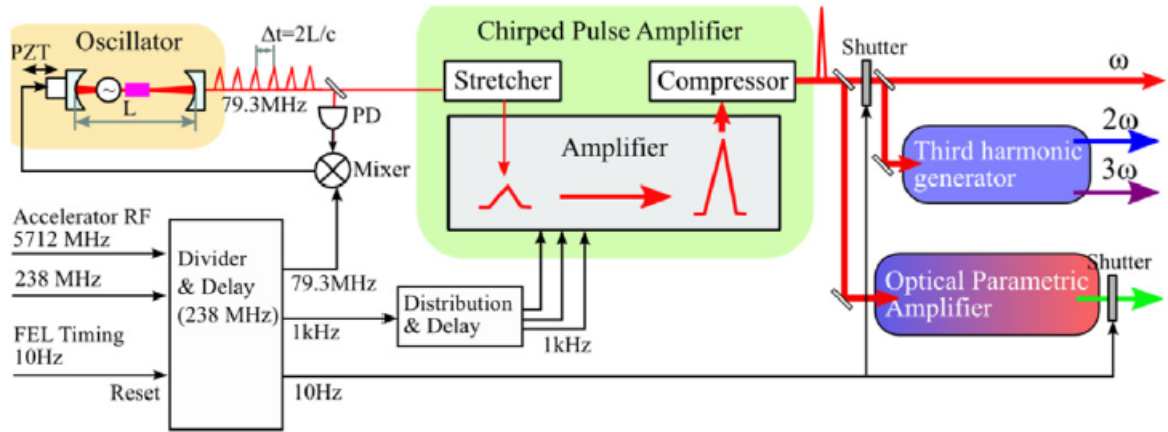 Oscillator
PZT
Δt=2L/c
~
L
79.3MHz
PD
Mixer
Chirped Pulse Amplifier
Stretcher
Compressor
Amplifier
Shutter
ω
2ω
3ω
Third harmonic
generator
Optical Parametric
Amplifier
Shutter
Accelerator RF
5712 MHz
238 MHz
FEL Timing
10Hz
Reset
Divider
& Delay
(238 MHz)
79.3MHz
1kHz
10Hz
Distribution
& Delay
1kHz